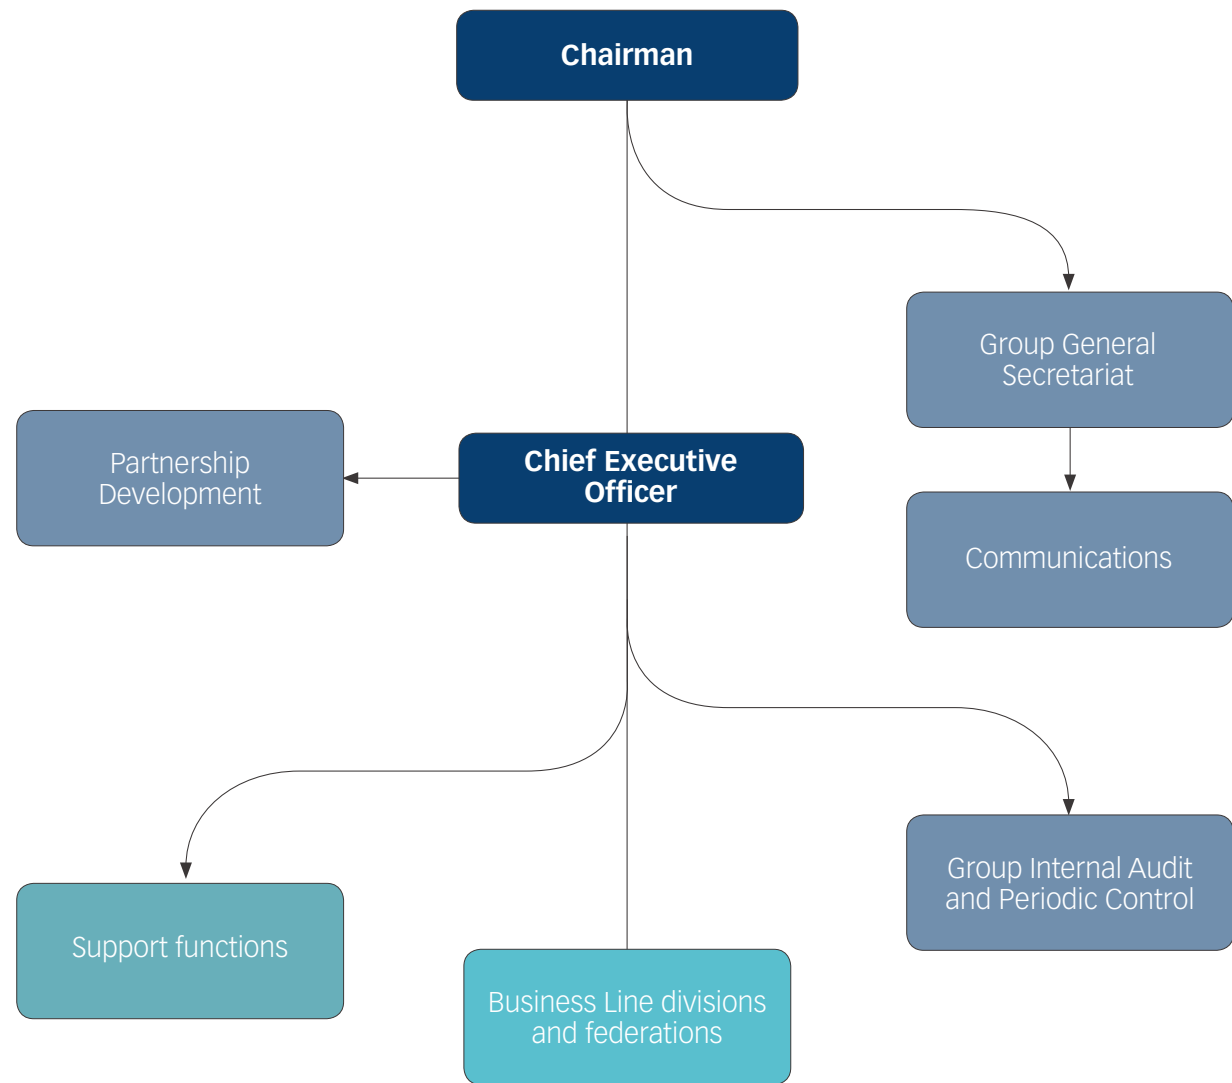 Chairman
Group General
Secretariat
Partnership
Development
Chief Executive
Officer
Communications
Group Internal Audit
and Periodic Control
Support functions
Business Line divisions
and federations